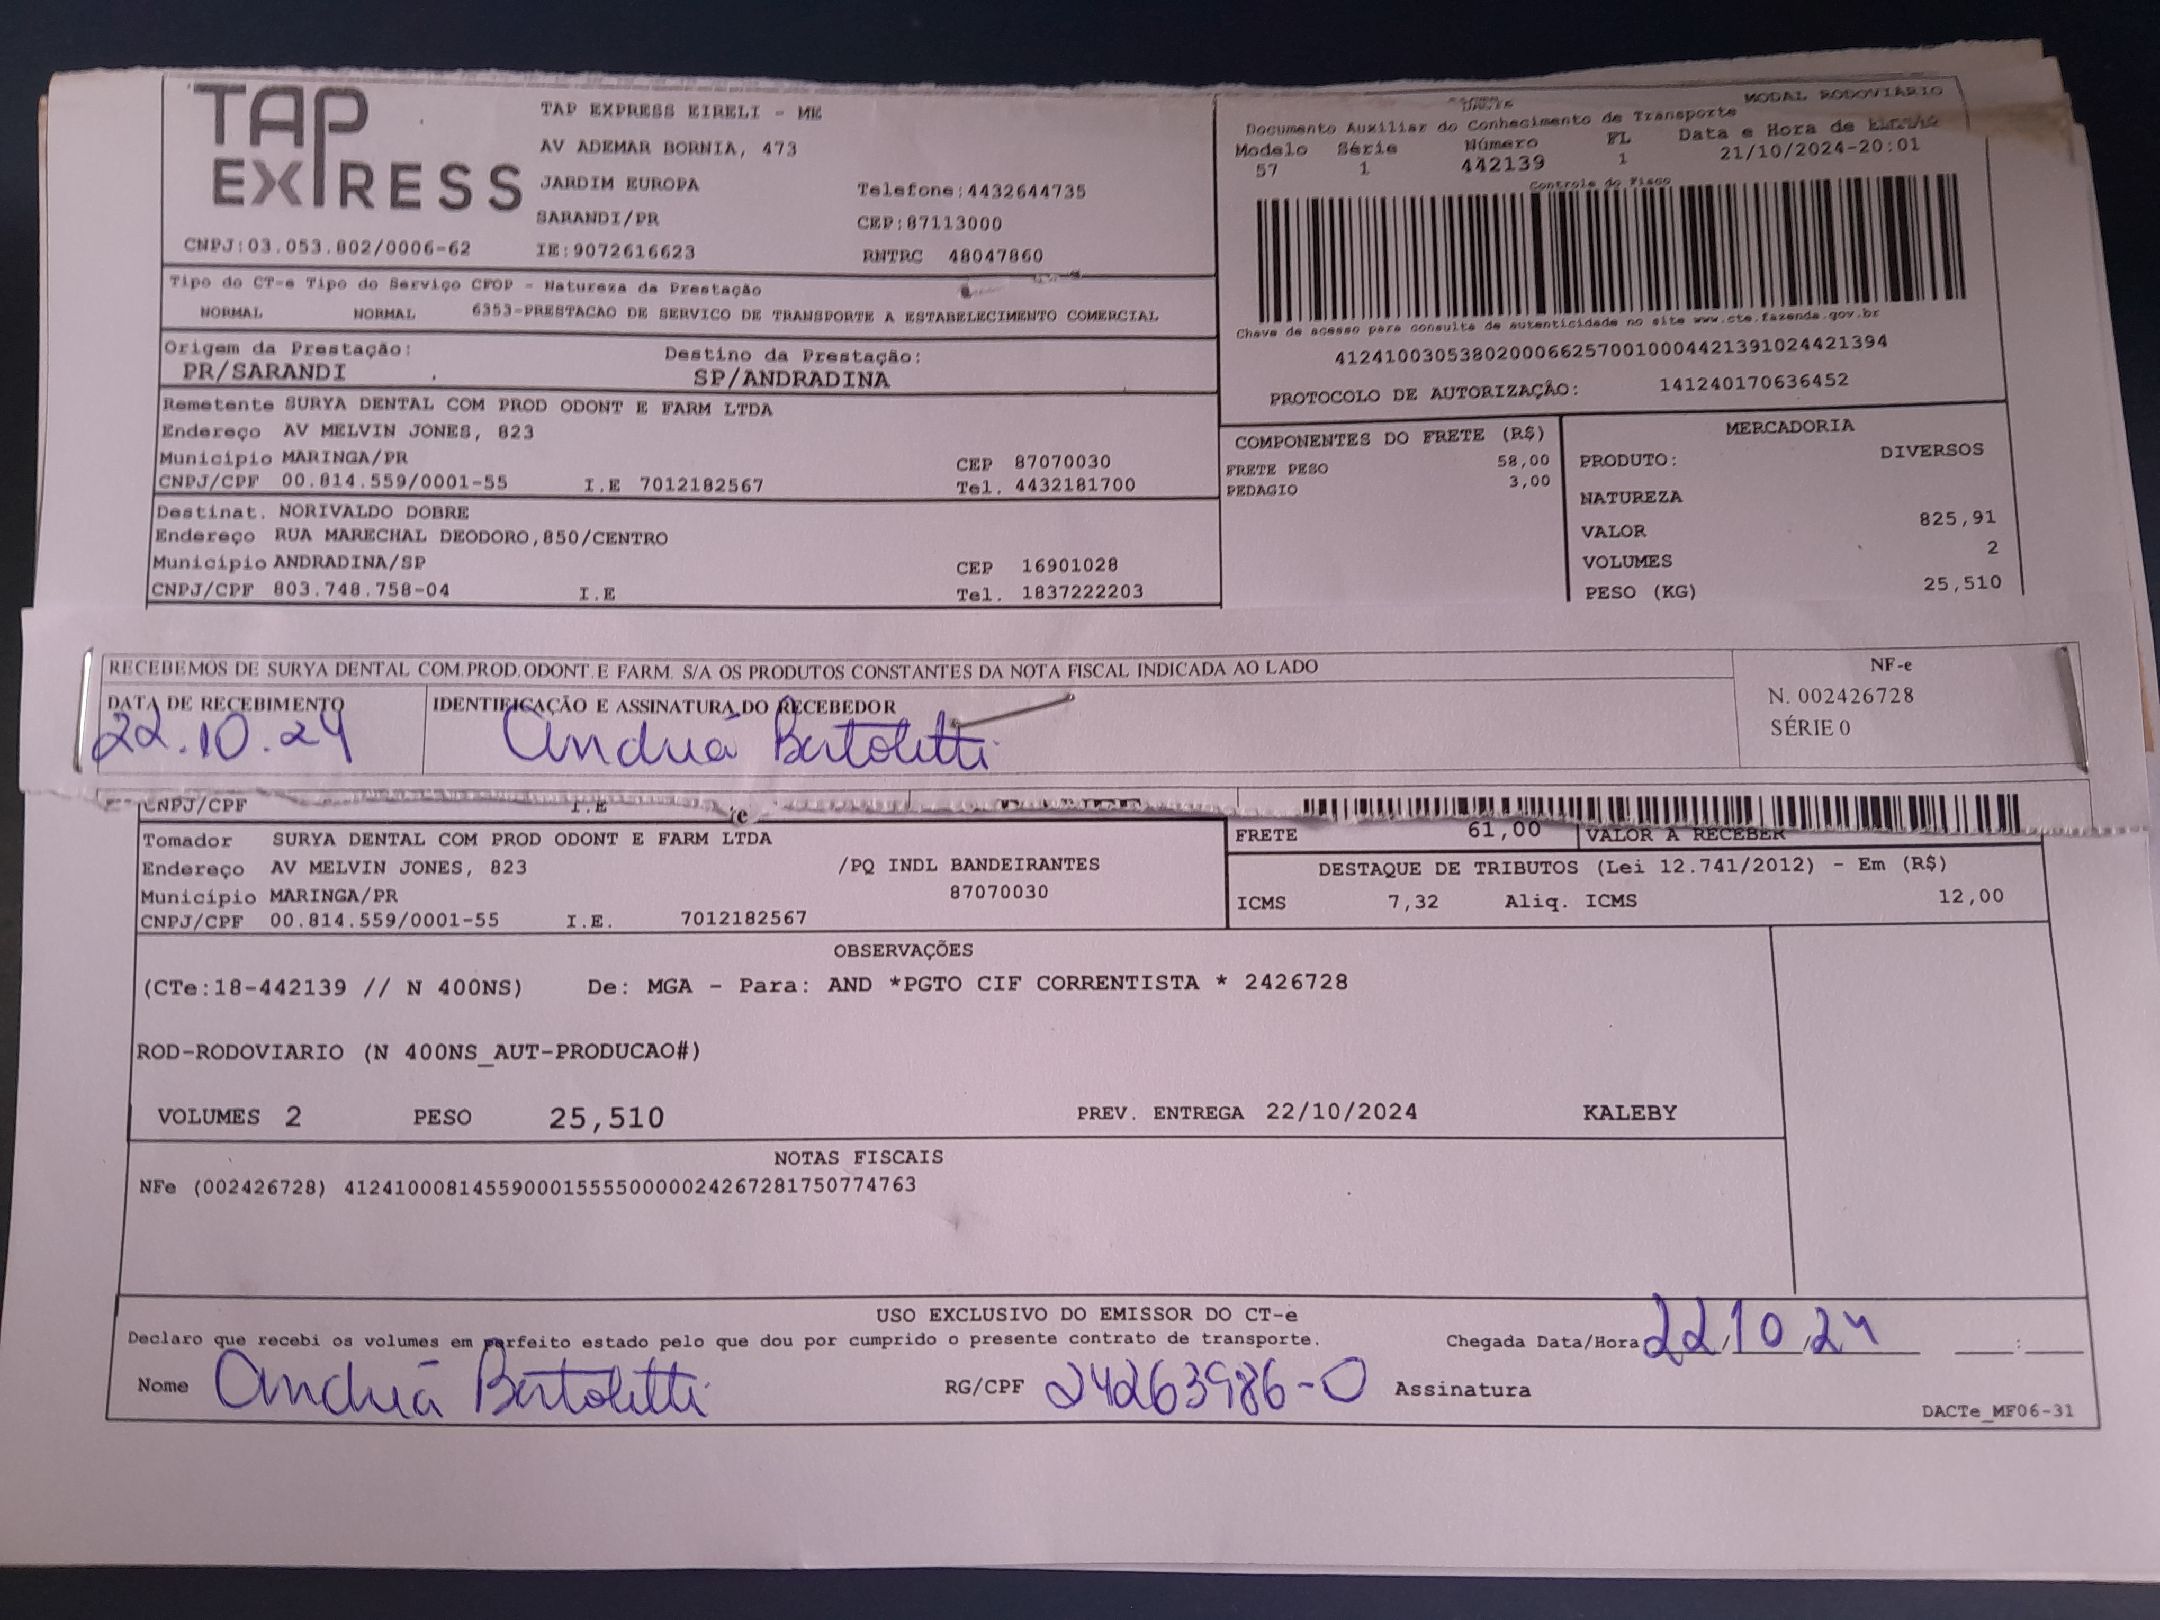 TAP EXPRESS
TAP EXPRESS EIRELI - ME
AV ADEMAR BORNIA, 473
JARDIM EUROPA Telefone:4432644735
SARANDI/PR CEP:87113000
CNPJ:03.053.802/0006-62 IE:9072616623 RNTRC 48047860
MODAL RODOVIARIO
Documento Auxiliar do Conhecimento de Transporte
Modelo Série Número FL Data e Hora de
57 1 442139 1 21/10/2024-20:01
Controle do Fisco
Chave de acesso para consulta de autenticidade no site www.cte.fazenda.gov.br
41241003053802000662570010004421391024421394
PROTOCOLO DE AUTORIZAÇÃO: 141240170636452
Tipo do CT-e Tipo do Serviço CFOP - Natureza da Prestação
NORMAL NORMAL 6353-PRESTACAO DE SERVICO DE TRANSPORTE A ESTABELECIMENTO COMERCIAL
Origem da Prestação: Destino da Prestação:
PR/SARANDI SP/ANDRADINA
Remetente SURYA DENTAL COM PROD ODONT E FARM LTDA
Endereço AV MELVIN JONES, 823
Município MARINGA/PR CEP 87070030
CNPJ/CPF 00.814.559/0001-55 I.E 7012182567 Tel. 4432181700
Destinat. NORIVALDO DOBRE
Endereço RUA MARECHAL DEODORO,850/CENTRO
Município ANDRADINA/SP CEP 16901028
CNPJ/CPF 803.748.758-04 I.E Tel. 1837222203
COMPONENTES DO FRETE (R$)
FRETE PESO 58,00
PEDAGIO 3,00
MERCADORIA
PRODUTO: DIVERSOS
NATUREZA
VALOR 825,91
VOLUMES 2
PESO (KG) 25,510
RECEBEMOS DE SURYA DENTAL COM.PROD.ODONT.E FARM. S/A OS PRODUTOS CONSTANTES DA NOTA FISCAL INDICADA AO LADO
DATA DE RECEBIMENTO IDENTIFICAÇÃO E ASSINATURA DO RECEBEDOR
22.10.24 Andréa Bertoletti
NF-e
N. 002426728
SÉRIE 0
CNPJ/CPF I.E
Tomador SURYA DENTAL COM PROD ODONT E FARM LTDA
Endereço AV MELVIN JONES, 823 /PQ INDL BANDEIRANTES
Município MARINGA/PR 87070030
CNPJ/CPF 00.814.559/0001-55 I.E. 7012182567
FRETE 61,00 VALOR A RECEBER
DESTAQUE DE TRIBUTOS (Lei 12.741/2012) - Em (R$)
ICMS 7,32 Aliq. ICMS 12,00
OBSERVAÇÕES
(CTe:18-442139 // N 400NS) De: MGA - Para: AND *PGTO CIF CORRENTISTA * 2426728
ROD-RODOVIARIO (N 400NS_AUT-PRODUCAO#)
VOLUMES 2 PESO 25,510 PREV. ENTREGA 22/10/2024 KALEBY
NOTAS FISCAIS
NFe (002426728) 41241000814559000155550000024267281750774763
USO EXCLUSIVO DO EMISSOR DO CT-e
Declaro que recebi os volumes em perfeito estado pelo que dou por cumprido o presente contrato de transporte. Chegada Data/Hora 22/10/24 :
Nome Andréa Bertoletti RG/CPF 24263986-0 Assinatura
DACTe_MF06-31